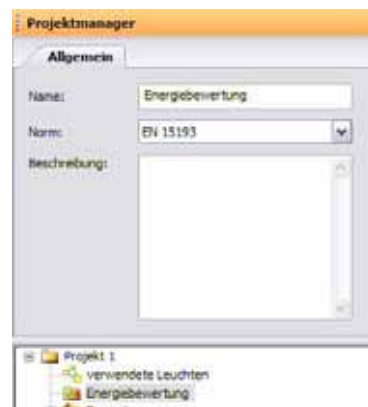 Projektmanager
Allgemein
Name: Energiebewertung
Norm: EN 15193
Beschreibung:
Projekt 1
verwendete Leuchten
Energiebewertung